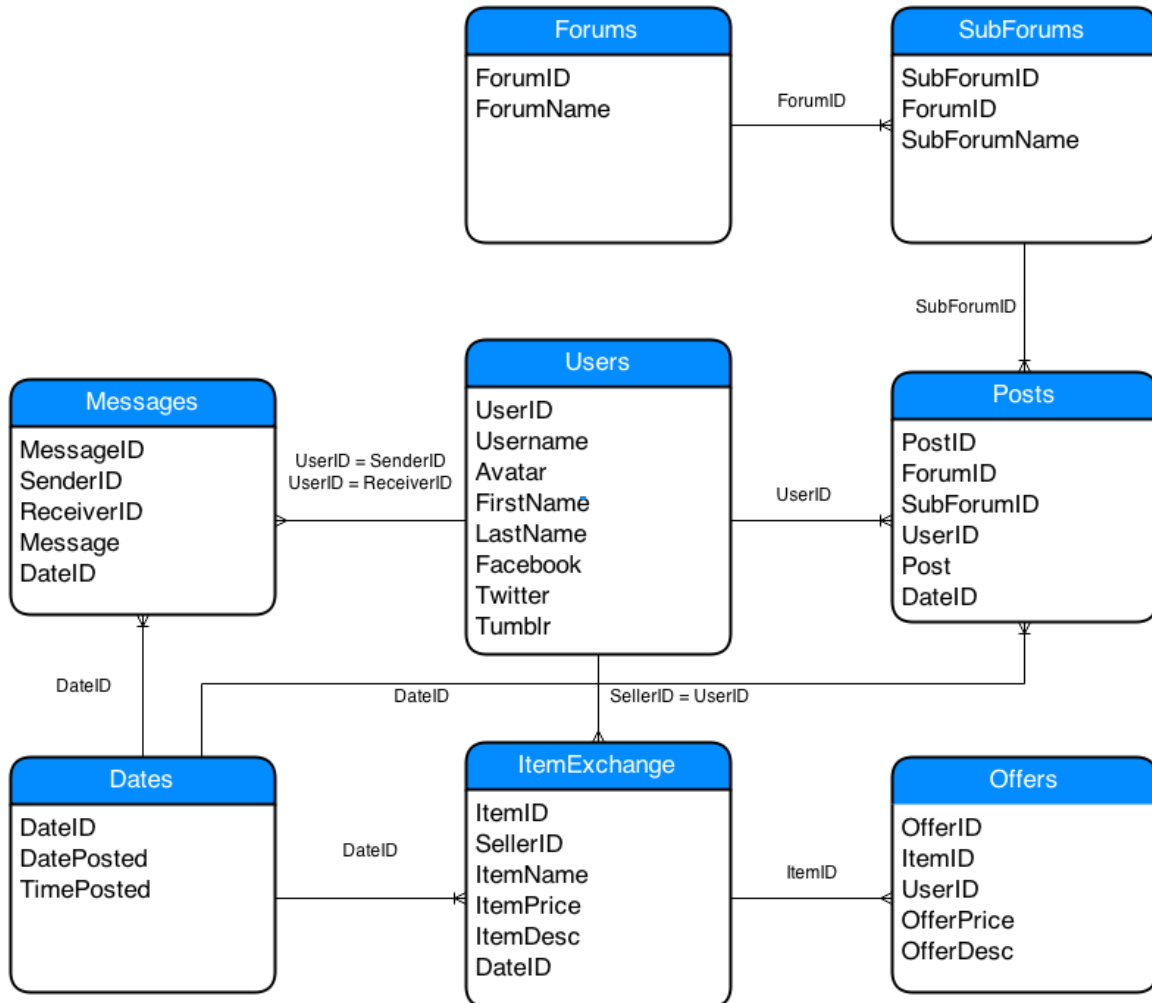 Forums
ForumID
ForumName
ForumID
SubForums
SubForumID
ForumID
SubForumName
SubForumID
Messages
MessageID
SenderID
ReceiverID
Message
DateID
UserID = SenderID
UserID = ReceiverID
Users
UserID
Username
Avatar
FirstName
LastName
Facebook
Twitter
Tumblr
UserID
Posts
PostID
ForumID
SubForumID
UserID
Post
DateID
DateID
DateID
SellerID = UserID
Dates
DateID
DatePosted
TimePosted
DateID
ItemExchange
ItemID
SellerID
ItemName
ItemPrice
ItemDesc
DateID
ItemID
Offers
OfferID
ItemID
UserID
OfferPrice
OfferDesc